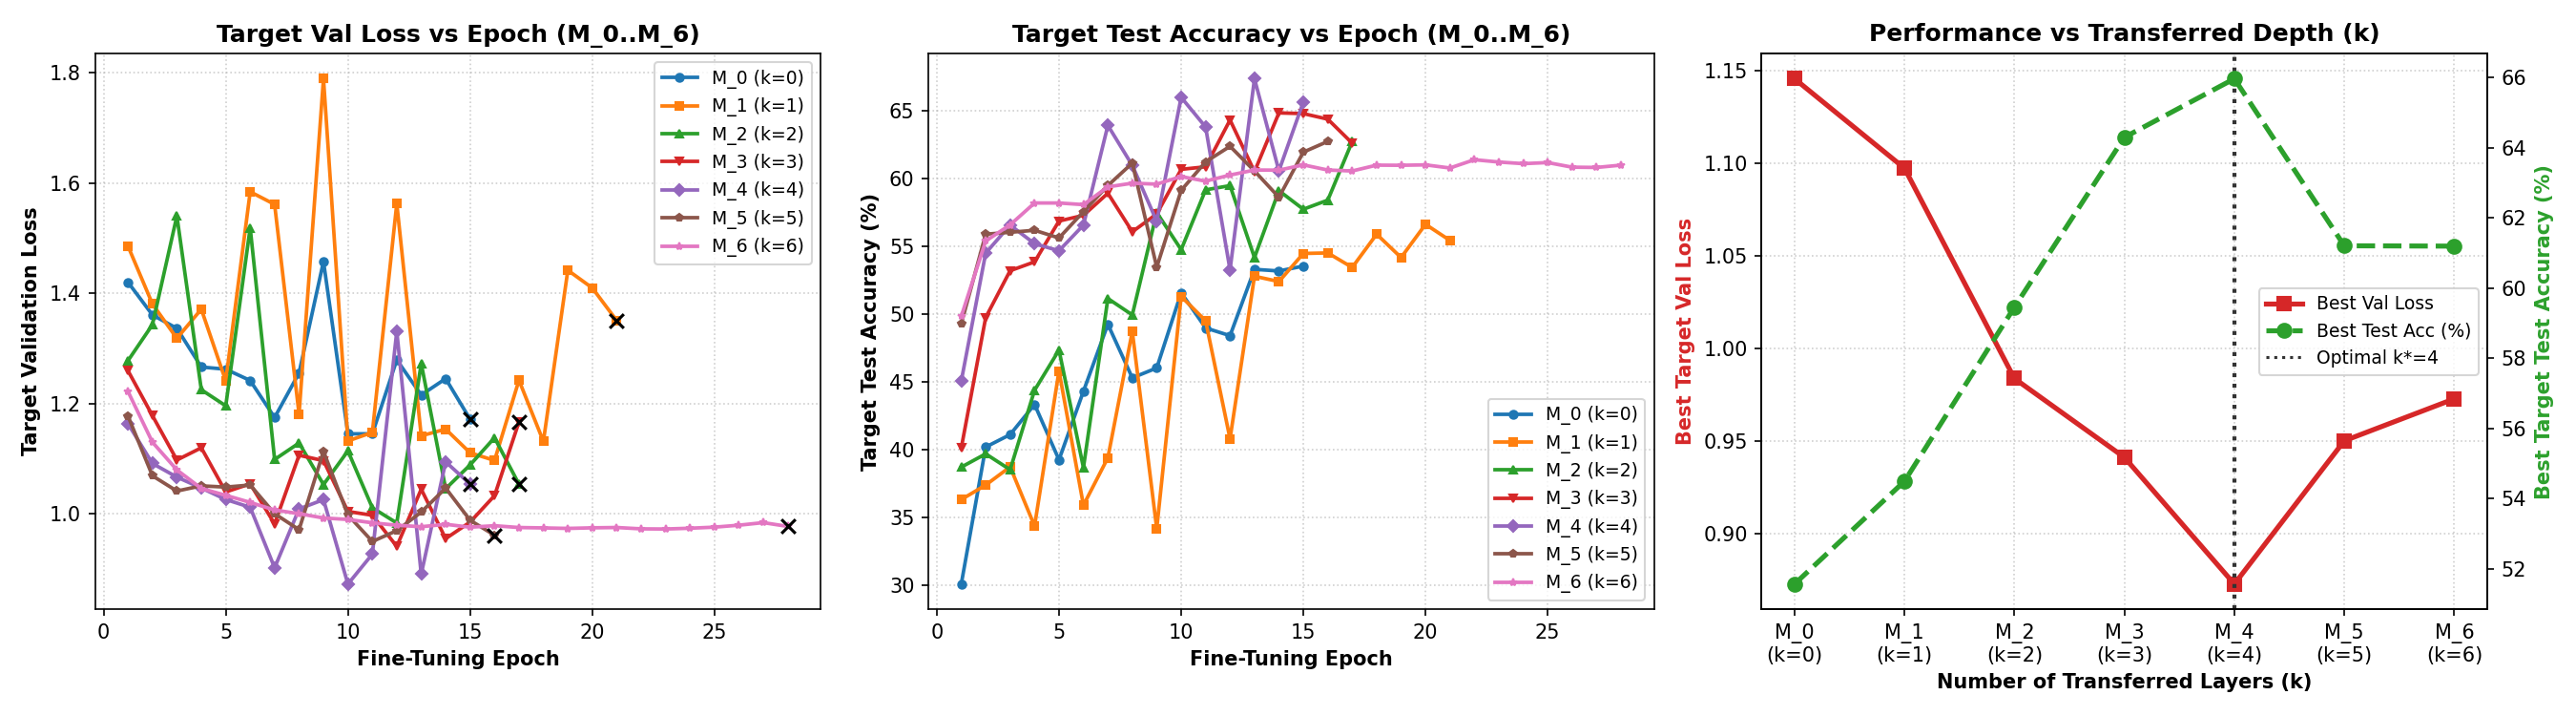 Target Val Loss vs Epoch (M_0..M_6)
Target Validation Loss
1.8
1.6
1.4
1.2
1.0
M_0 (k=0)
M_1 (k=1)
M_2 (k=2)
M_3 (k=3)
M_4 (k=4)
M_5 (k=5)
M_6 (k=6)
0 5 10 15 20 25
Fine-Tuning Epoch
Target Test Accuracy vs Epoch (M_0..M_6)
Target Test Accuracy (%)
65
60
55
50
45
40
35
30
M_0 (k=0)
M_1 (k=1)
M_2 (k=2)
M_3 (k=3)
M_4 (k=4)
M_5 (k=5)
M_6 (k=6)
0 5 10 15 20 25
Fine-Tuning Epoch
Performance vs Transferred Depth (k)
Best Target Val Loss
1.15
1.10
1.05
1.00
0.95
0.90
Best Val Loss
Best Test Acc (%)
Optimal k*=4
66
64
62
60
58
56
54
52
Best Target Test Accuracy (%)
M_0 M_1 M_2 M_3 M_4 M_5 M_6
(k=0) (k=1) (k=2) (k=3) (k=4) (k=5) (k=6)
Number of Transferred Layers (k)